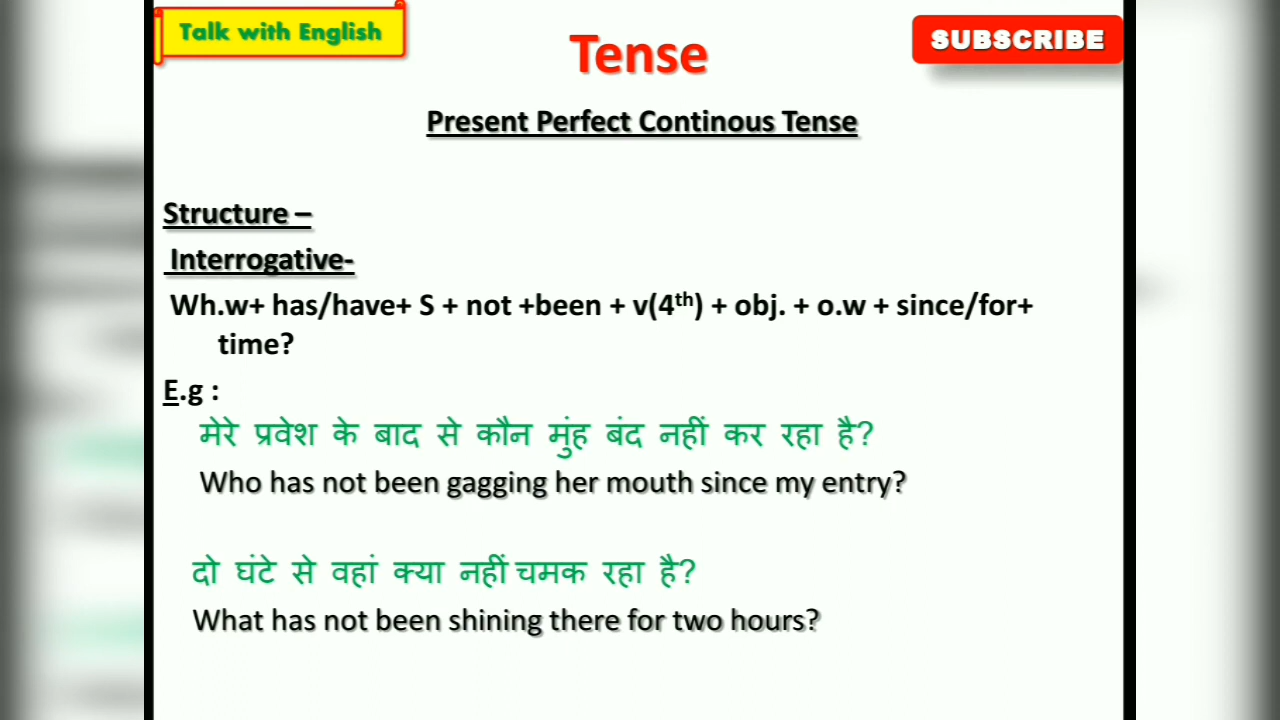 Talk with English
Tense
SUBSCRIBE
Present Perfect Continous Tense
Structure –
Interrogative-
Wh.w+ has/have+ S + not +been + v(4th) + obj. + o.w + since/for+
time?
E.g :
मेरे प्रवेश के बाद से कौन मुंह बंद नहीं कर रहा है?
Who has not been gagging her mouth since my entry?
दो घंटे से वहां क्या नहीं चमक रहा है?
What has not been shining there for two hours?